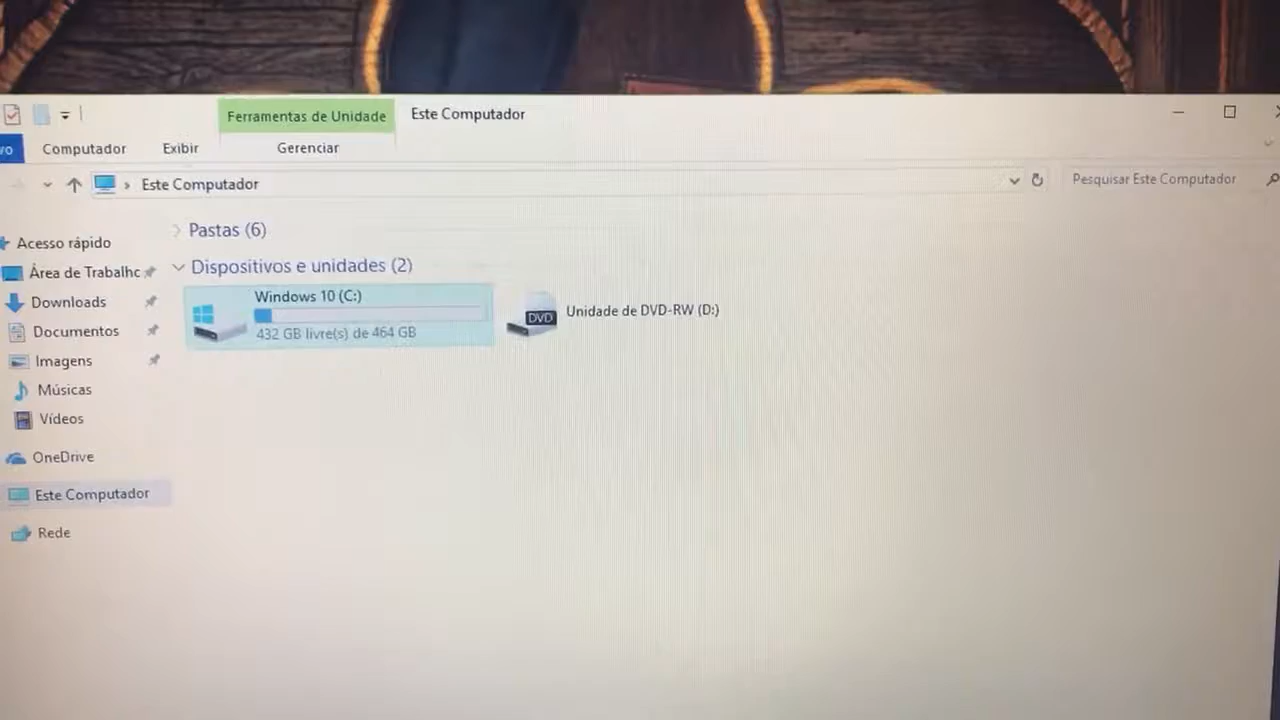 Ferramentas de Unidade
Este Computador
vo
Computador
Exibir
Gerenciar
Este Computador
Pesquisar Este Computador
Acesso rápido
Área de Trabalhc
Downloads
Documentos
Imagens
Músicas
Vídeos
OneDrive
Este Computador
Rede
Pastas (6)
Dispositivos e unidades (2)
Windows 10 (C:)
432 GB livre(s) de 464 GB
DVD
Unidade de DVD-RW (D:)